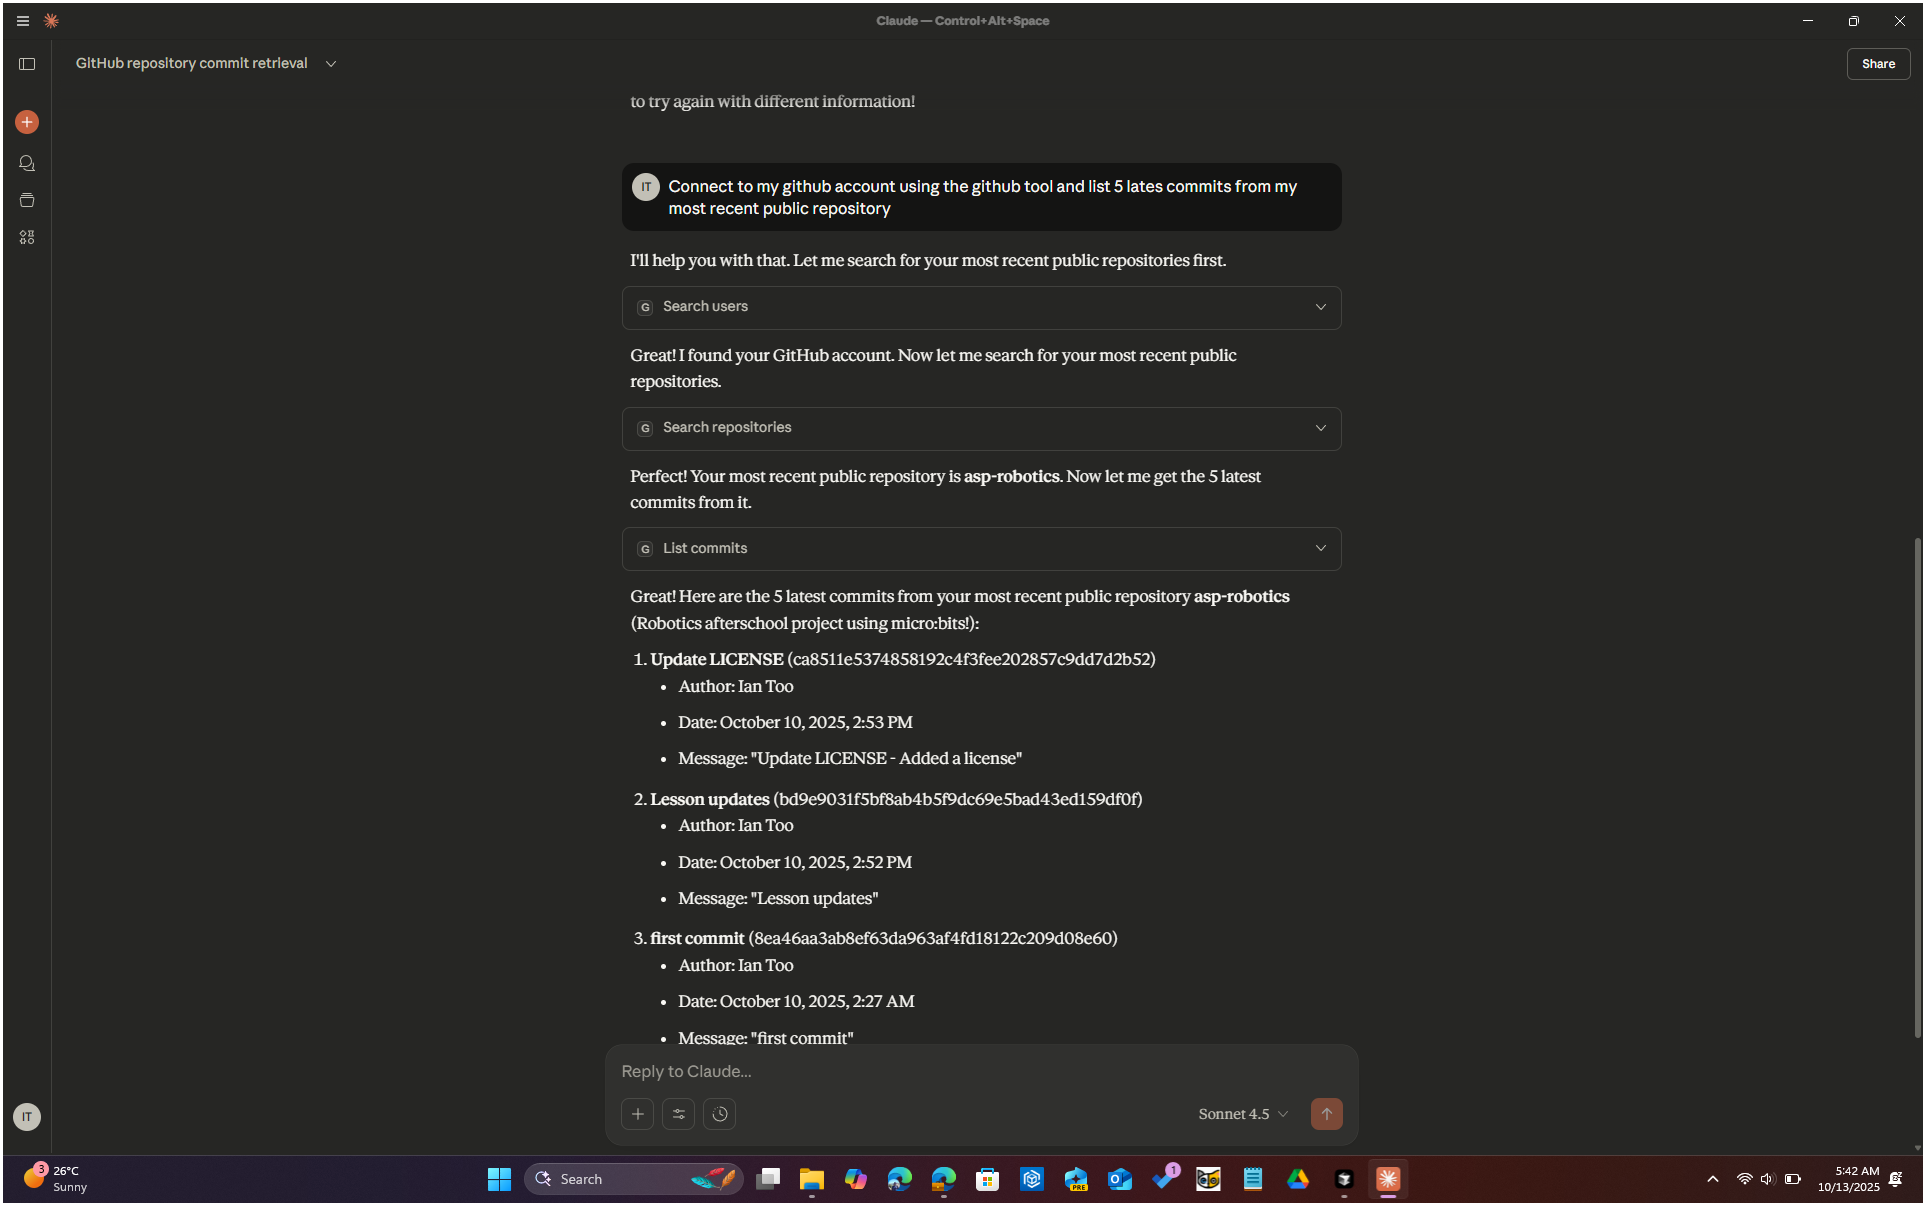 Claude — Control+Alt+Space
GitHub repository commit retrieval
Share
to try again with different information!
IT
Connect to my github account using the github tool and list 5 lates commits from my
most recent public repository
I'll help you with that. Let me search for your most recent public repositories first.
G Search users
Great! I found your GitHub account. Now let me search for your most recent public
repositories.
G Search repositories
Perfect! Your most recent public repository is asp-robotics. Now let me get the 5 latest
commits from it.
G List commits
Great! Here are the 5 latest commits from your most recent public repository asp-robotics
(Robotics afterschool project using micro:bits!):
1. Update LICENSE (ca8511e5374858192c4f3fee202857c9dd7d2b52)
• Author: Ian Too
• Date: October 10, 2025, 2:53 PM
• Message: "Update LICENSE - Added a license"
2. Lesson updates (bd9e9031f5bf8ab4b5f9dc69e5bad43ed159df0f)
• Author: Ian Too
• Date: October 10, 2025, 2:52 PM
• Message: "Lesson updates"
3. first commit (8ea46aa3ab8ef63da963af4fd18122c209d08e60)
• Author: Ian Too
• Date: October 10, 2025, 2:27 AM
• Message: "first commit"
Reply to Claude...
Sonnet 4.5
IT
3
26°C
Sunny
Search
PRE
1
5:42 AM
10/13/2025